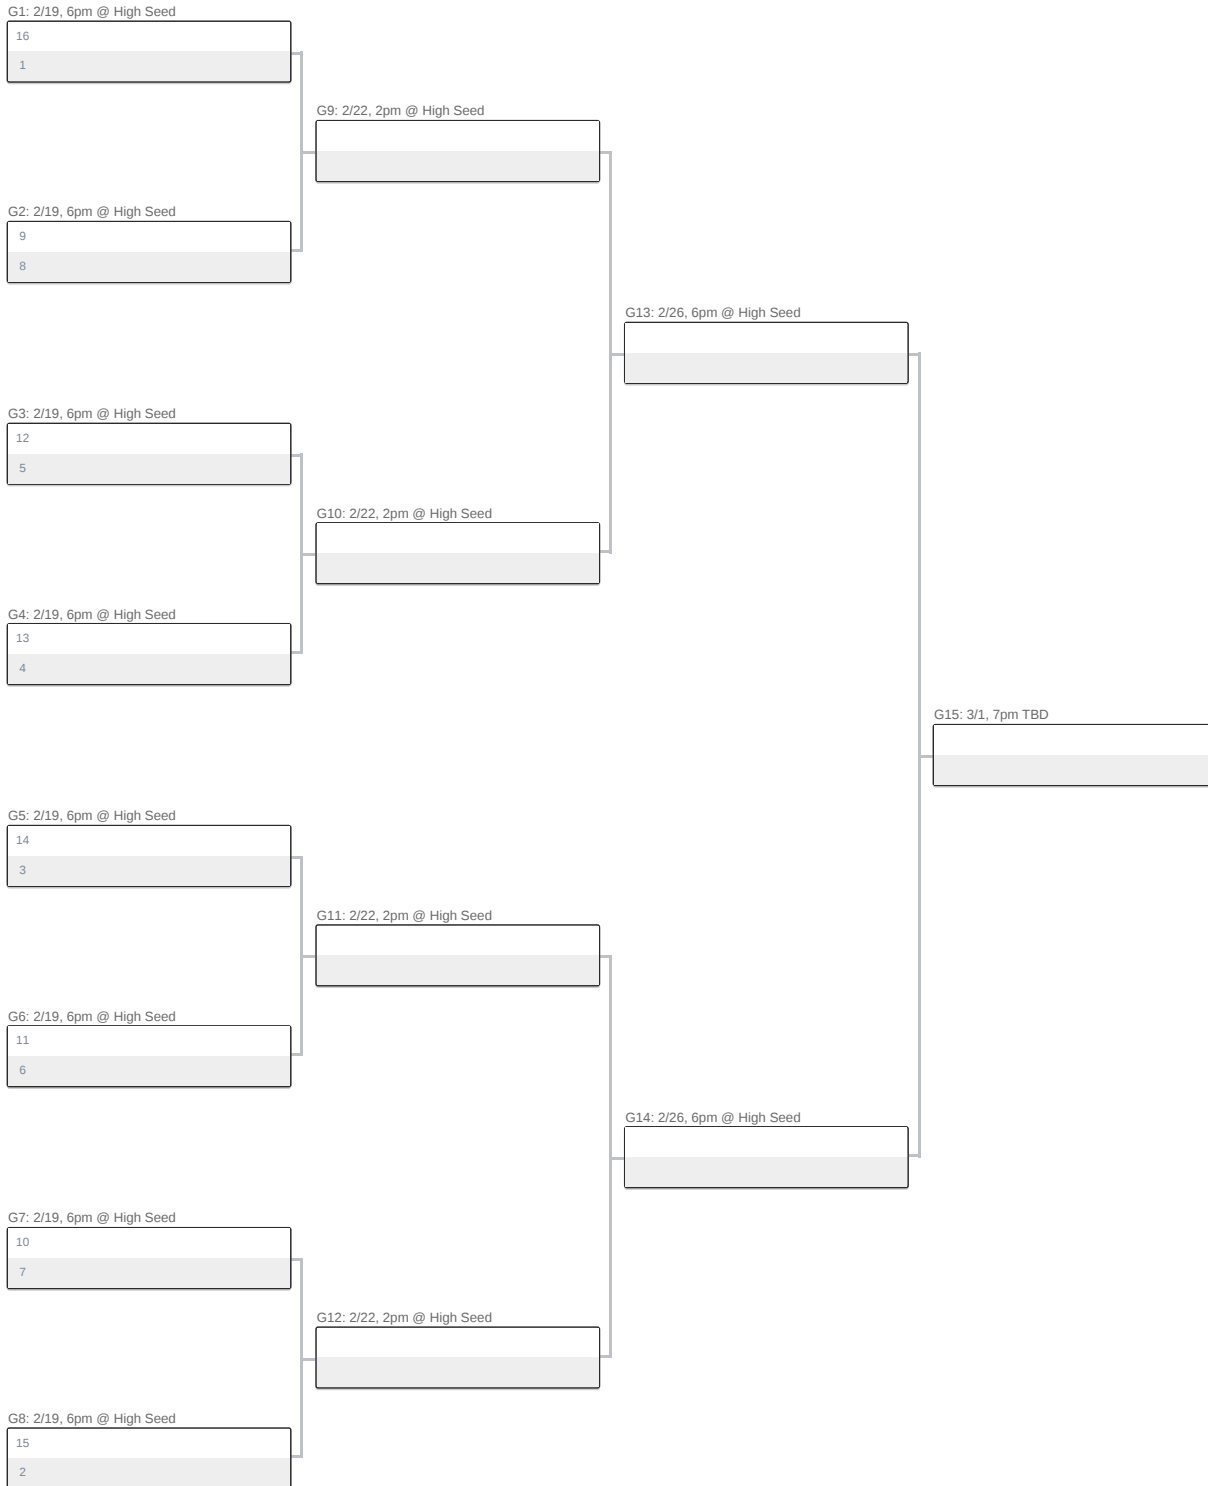 G1: 2/19, 6pm @ High Seed
16
1
G9: 2/22, 2pm @ High Seed
G2: 2/19, 6pm @ High Seed
9
8
G13: 2/26, 6pm @ High Seed
G3: 2/19, 6pm @ High Seed
12
5
G10: 2/22, 2pm @ High Seed
G4: 2/19, 6pm @ High Seed
13
4
G15: 3/1, 7pm TBD
G5: 2/19, 6pm @ High Seed
14
3
G11: 2/22, 2pm @ High Seed
G6: 2/19, 6pm @ High Seed
11
6
G14: 2/26, 6pm @ High Seed
G7: 2/19, 6pm @ High Seed
10
7
G12: 2/22, 2pm @ High Seed
G8: 2/19, 6pm @ High Seed
15
2